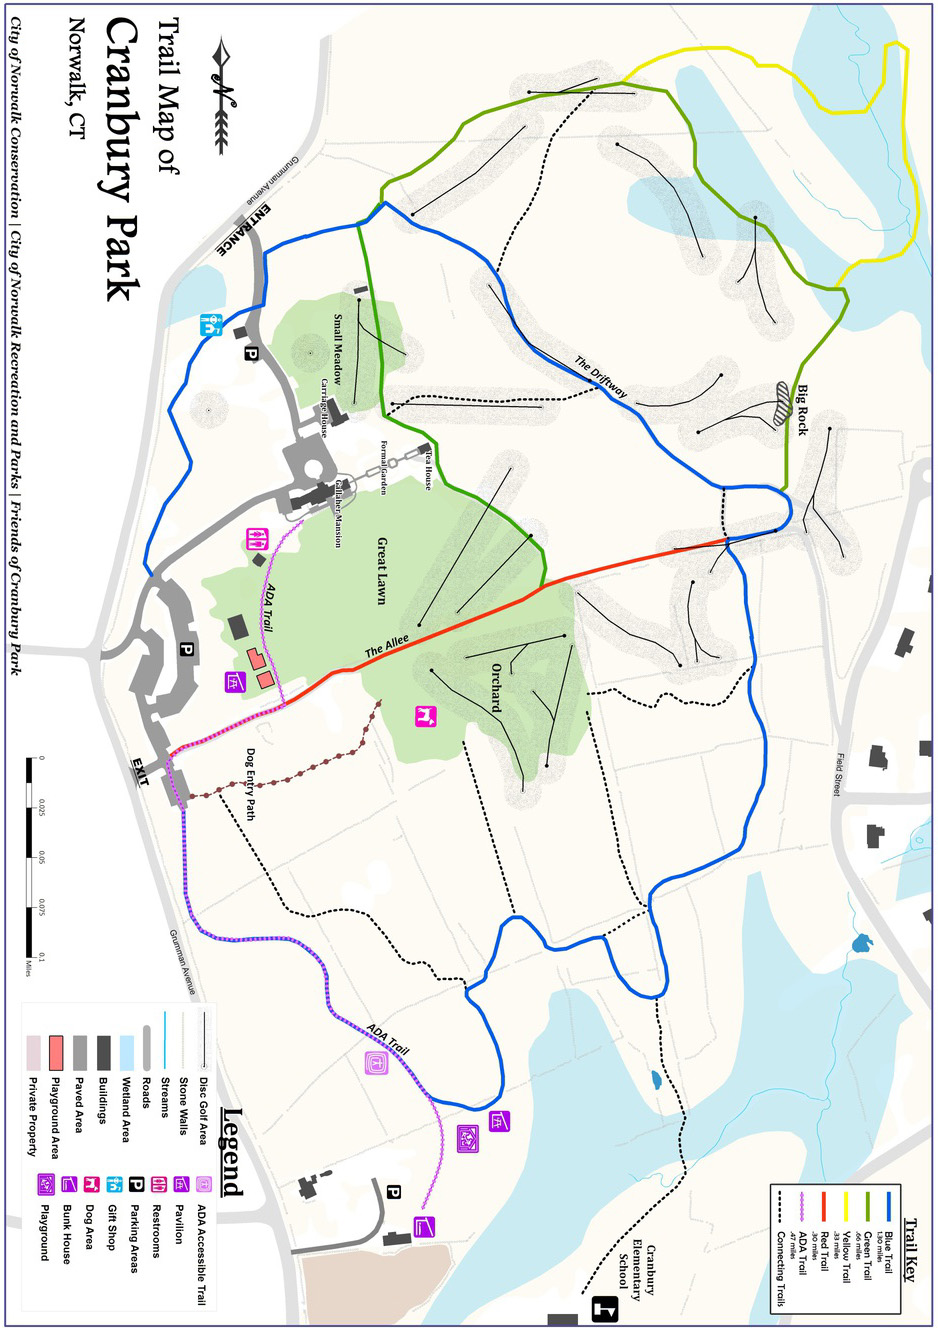 Trail Map of
Cranbury Park
Norwalk, CT
City of Norwalk Conservation | City of Norwalk Recreation and Parks | Friends of Cranbury Park
N
Grumman Avenue
ENTRANCE
P
Small Meadow
Carriage House
Formal Garden
Tea House
Gallaher Mansion
The Driftway
Big Rock
Great Lawn
ADA Trail
The Allee
Orchard
P
EXIT
Dog Entry Path
Field Street
Grumman Avenue
ADA Trail
P
Cranbury
Elementary
School
0
0.025
0.05
0.075
0.1
Miles
Trail Key
Blue Trail
1.30 miles
Green Trail
.66 miles
Yellow Trail
.33 miles
Red Trail
.30 miles
ADA Trail
.47 miles
Connecting Trails
Legend
Disc Golf Area
Stone Walls
Streams
Roads
Wetland Area
Buildings
Paved Area
Playground Area
Private Property
ADA Accessible Trail
Pavilion
Restrooms
P Parking Areas
Gift Shop
Dog Area
Bunk House
Playground